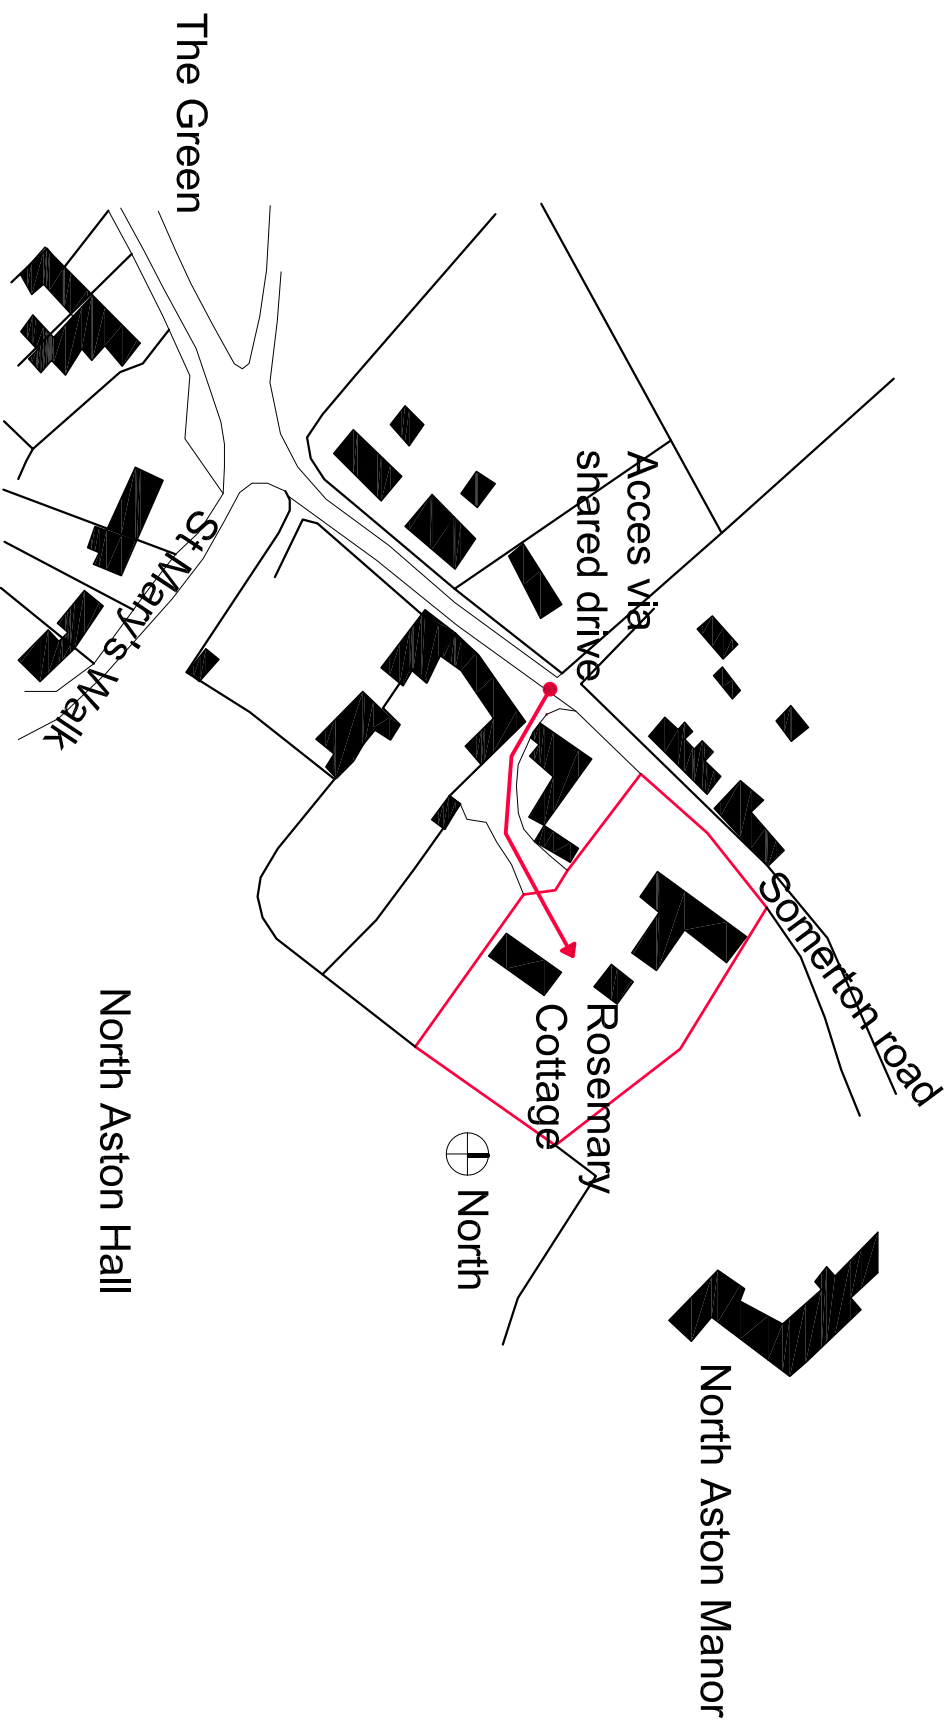 The Green
Acces via
shared drive
St Mary's Walk
Somerton road
Rosemary
Cottage
North
North Aston Hall
North Aston Manor